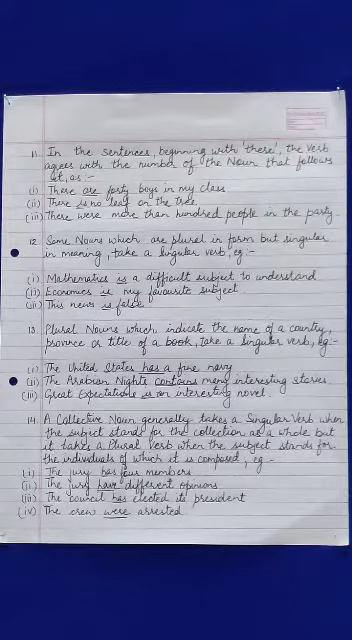 11. In the sentences, beginning with 'there', the verb
agrees with the number of the Noun that follows
it, as :-
(i) There are forty boys in my class
(ii) There is no leaf on the tree.
(iii) There were more than hundred people in the party.
12. Some Nouns which are plural in form but singular
in meaning, take a singular verb, eg :-
(i) Mathematics is a difficult subject to understand
(ii) Economics is my favourite subject.
(iii) This news is false.
13. Plural Nouns which indicate the name of a country,
province or title of a book, take a singular verb, eg:-
(i) The United States has a fine navy
(ii) The Arabian Nights contains many interesting stories.
(iii) Great Expectations is an interesting novel.
14. A Collective Noun generally takes a Singular Verb when
the subject stands for the collection as a whole but
it takes a Plural Verb when the subject stands for
the individuals of which it is composed, eg -
(i) The jury has four members
(ii) The jury have different opinions
(iii) The council has elected its president
(iv) The crew were arrested